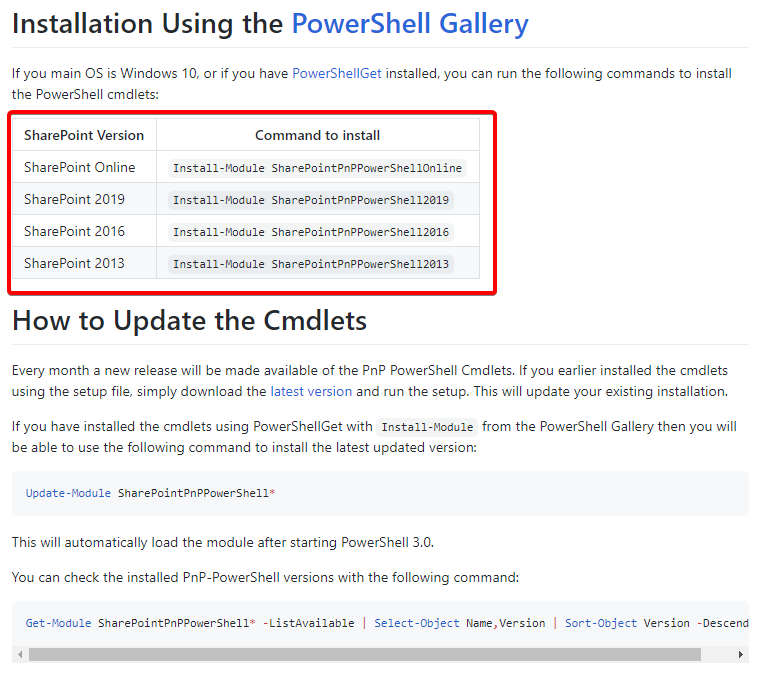 Installation Using the PowerShell Gallery
If you main OS is Windows 10, or if you have PowerShellGet installed, you can run the following commands to install
the PowerShell cmdlets:
SharePoint Version Command to install
SharePoint Online Install-Module SharePointPnPPowerShellOnline
SharePoint 2019 Install-Module SharePointPnPPowerShell2019
SharePoint 2016 Install-Module SharePointPnPPowerShell2016
SharePoint 2013 Install-Module SharePointPnPPowerShell2013
How to Update the Cmdlets
Every month a new release will be made available of the PnP PowerShell Cmdlets. If you earlier installed the cmdlets
using the setup file, simply download the latest version and run the setup. This will update your existing installation.
If you have installed the cmdlets using PowerShellGet with Install-Module from the PowerShell Gallery then you will
be able to use the following command to install the latest updated version:
Update-Module SharePointPnPPowerShell*
This will automatically load the module after starting PowerShell 3.0.
You can check the installed PnP-PowerShell versions with the following command:
Get-Module SharePointPnPPowerShell* -ListAvailable | Select-Object Name,Version | Sort-Object Version -Descend